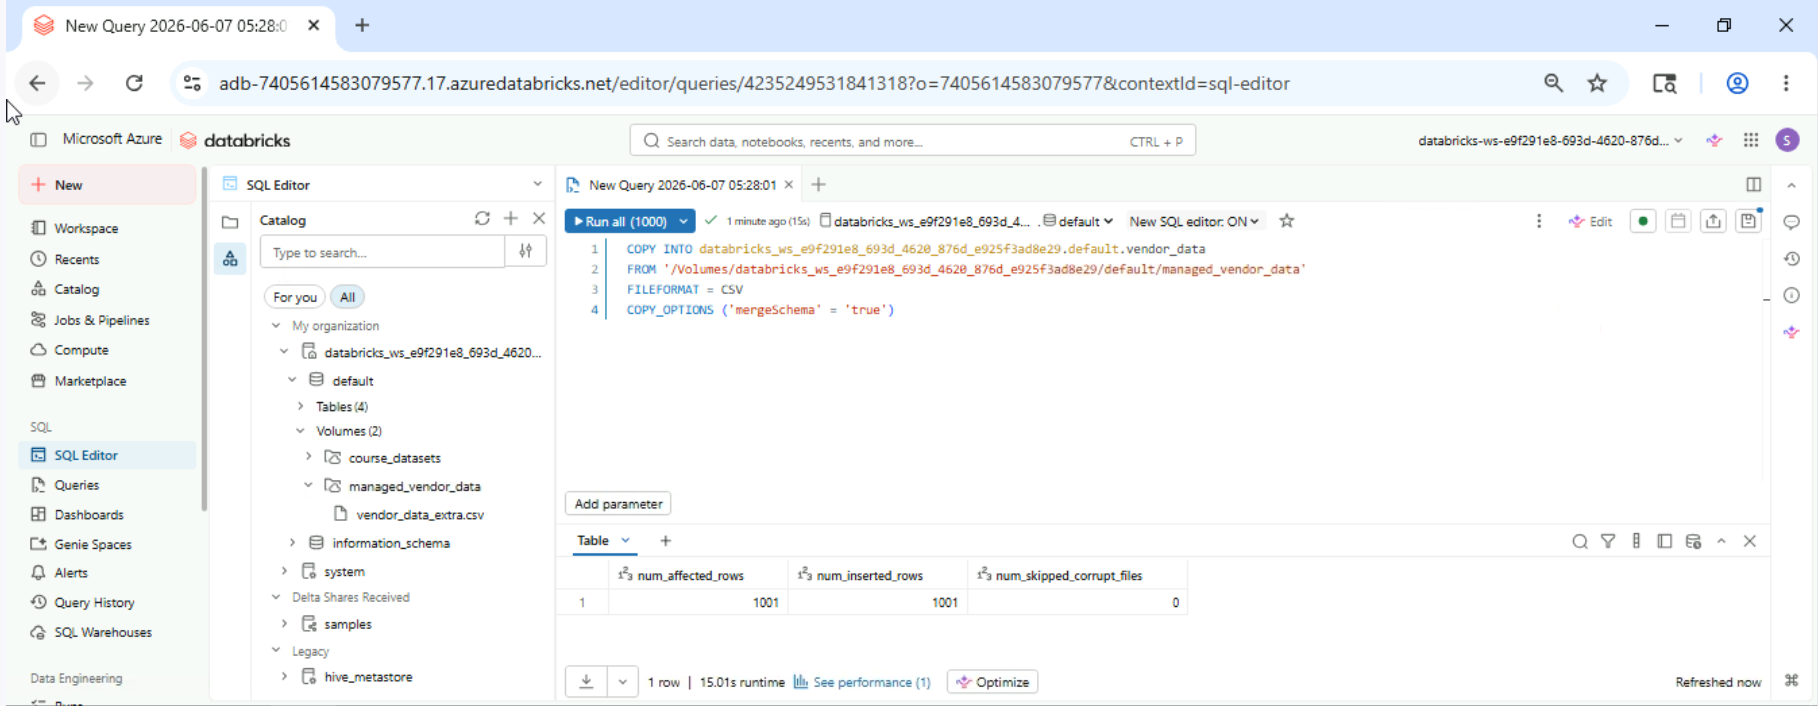 New Query 2026-06-07 05:28:0
adb-7405614583079577.17.azuredatabricks.net/editor/queries/4235249531841318?o=7405614583079577&contextId=sql-editor
Microsoft Azure
databricks
Search data, notebooks, recents, and more...
CTRL + P
databricks-ws-e9f291e8-693d-4620-876d...
S
New
Workspace
Recents
Catalog
Jobs & Pipelines
Compute
Marketplace
SQL
SQL Editor
Queries
Dashboards
Genie Spaces
Alerts
Query History
SQL Warehouses
Data Engineering
SQL Editor
Catalog
Type to search...
For you
All
My organization
databricks_ws_e9f291e8_693d_4620...
default
Tables (4)
Volumes (2)
course_datasets
managed_vendor_data
vendor_data_extra.csv
information_schema
system
Delta Shares Received
samples
Legacy
hive_metastore
New Query 2026-06-07 05:28:01
Run all (1000)
1 minute ago (15s)
databricks_ws_e9f291e8_693d_4... . default
New SQL editor: ON
Edit
1 COPY INTO databricks_ws_e9f291e8_693d_4620_876d_e925f3ad8e29.default.vendor_data
2 FROM '/Volumes/databricks_ws_e9f291e8_693d_4620_876d_e925f3ad8e29/default/managed_vendor_data'
3 FILEFORMAT = CSV
4 COPY_OPTIONS ('mergeSchema' = 'true')
Add parameter
Table
num_affected_rows num_inserted_rows num_skipped_corrupt_files
1 1001 1001 0
1 row | 15.01s runtime
See performance (1)
Optimize
Refreshed now